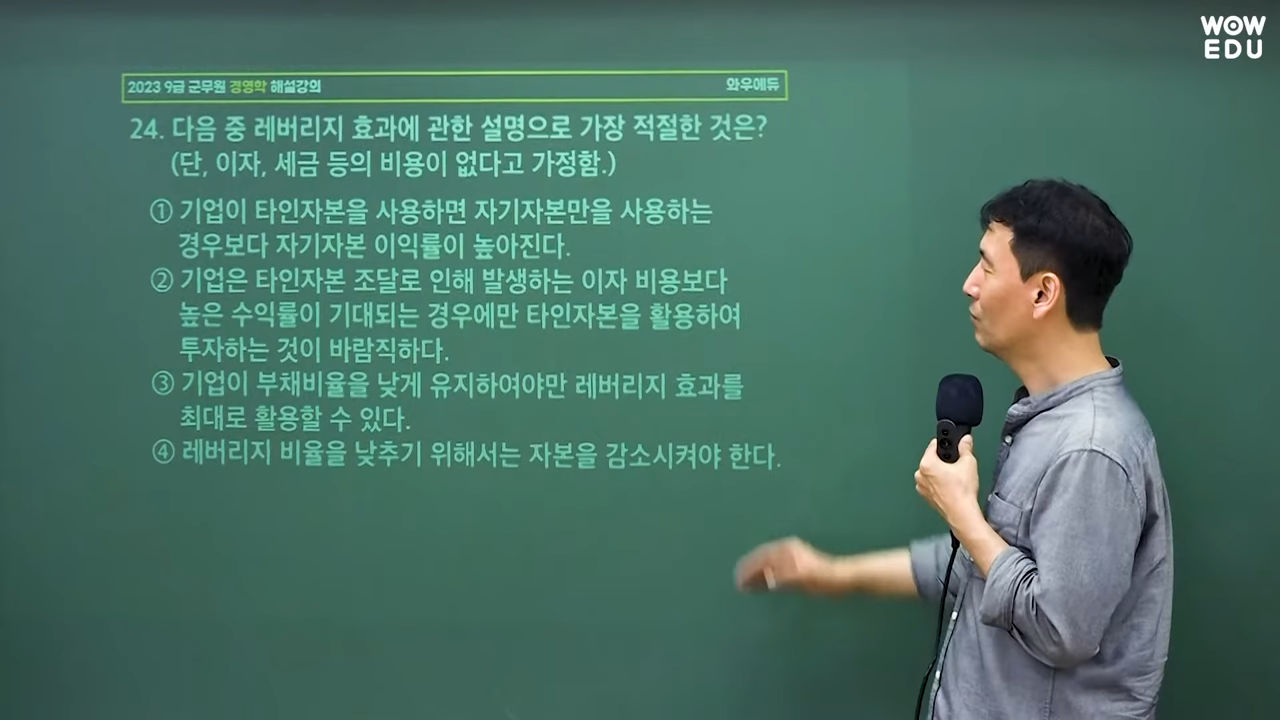 WOW
EDU
2023 9급 군무원 경영학 해설강의 와우에듀
24. 다음 중 레버리지 효과에 관한 설명으로 가장 적절한 것은?
(단, 이자, 세금 등의 비용이 없다고 가정함.)
① 기업이 타인자본을 사용하면 자기자본만을 사용하는
경우보다 자기자본 이익률이 높아진다.
② 기업은 타인자본 조달로 인해 발생하는 이자 비용보다
높은 수익률이 기대되는 경우에만 타인자본을 활용하여
투자하는 것이 바람직하다.
③ 기업이 부채비율을 낮게 유지하여야만 레버리지 효과를
최대로 활용할 수 있다.
④ 레버리지 비율을 낮추기 위해서는 자본을 감소시켜야 한다.